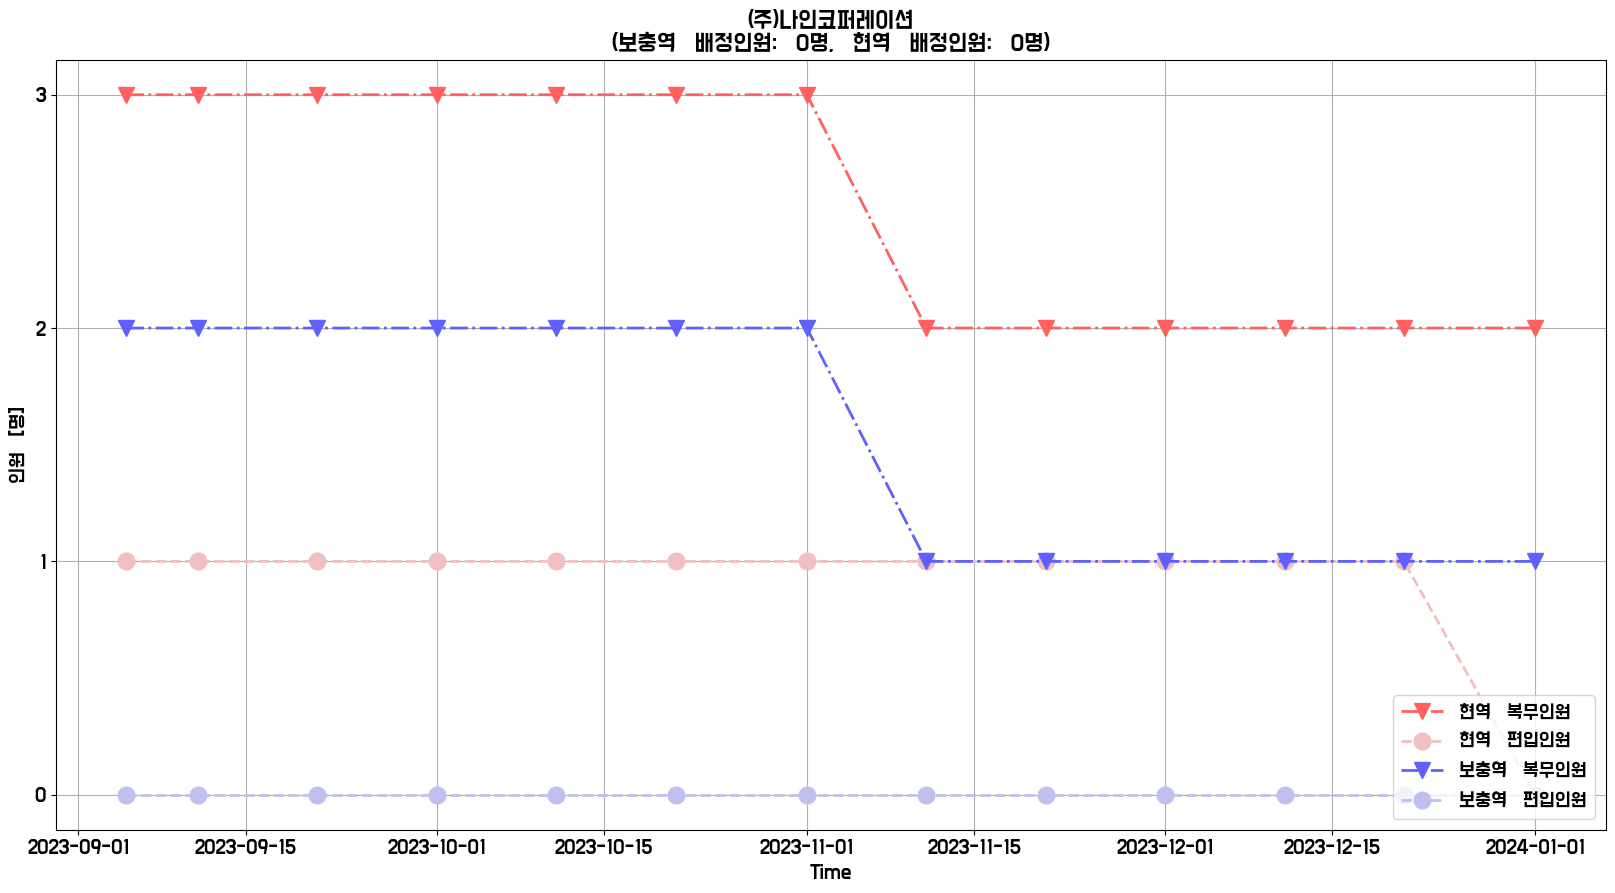 (주)나인코퍼레이션
(보충역 배정인원: 0명, 현역 배정인원: 0명)
인원 [명]
3
2
1
0
현역 복무인원
현역 편입인원
보충역 복무인원
보충역 편입인원
2023-09-01 2023-09-15 2023-10-01 2023-10-15 2023-11-01 2023-11-15 2023-12-01 2023-12-15 2024-01-01
Time